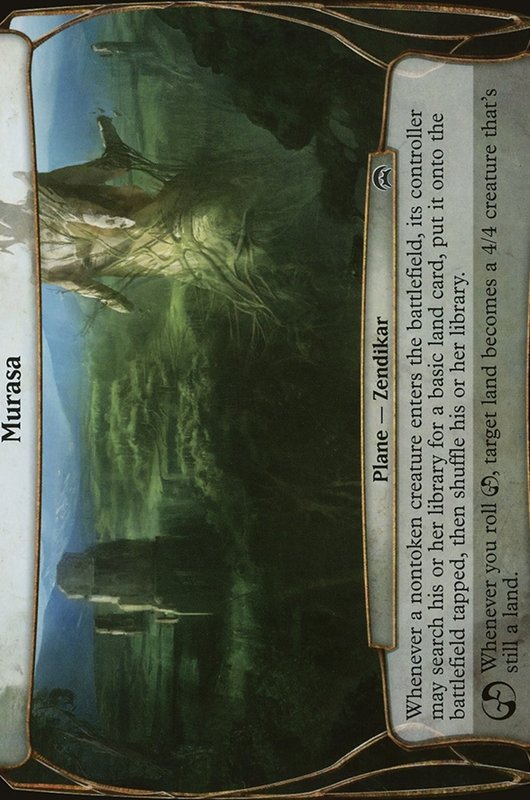 Murasa
Plane — Zendikar
Whenever a nontoken creature enters the battlefield, its controller
may search his or her library for a basic land card, put it onto the
battlefield tapped, then shuffle his or her library.
Whenever you roll , target land becomes a 4/4 creature that's
still a land.